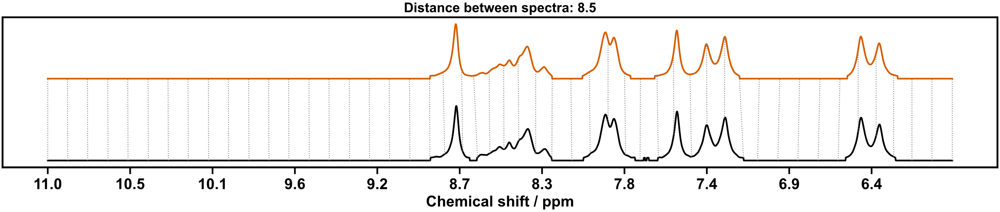 Distance between spectra: 8.5
11.0 10.5 10.1 9.6 9.2 8.7 8.3 7.8 7.4 6.9 6.4
Chemical shift / ppm